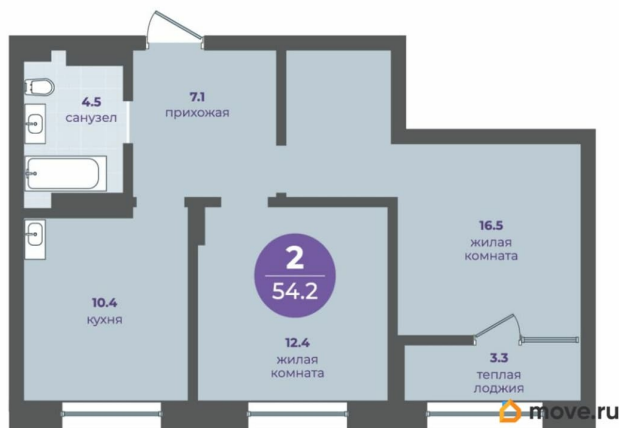 4.5
санузел
7.1
прихожая
16.5
жилая
комната
2
54.2
10.4
кухня
12.4
жилая
комната
3.3
теплая
лоджия
move.ru